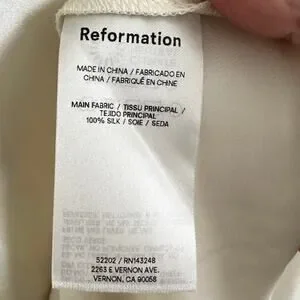 Reformation
MADE IN CHINA / FABRICADO EN
CHINA / FABRIQUÉ EN CHINE
MAIN FABRIC / TISSU PRINCIPAL /
TEJIDO PRINCIPAL
100% SILK / SOIE / SEDA
52202 / RN143248
2263 E VERNON AVE.
VERNON, CA 90058